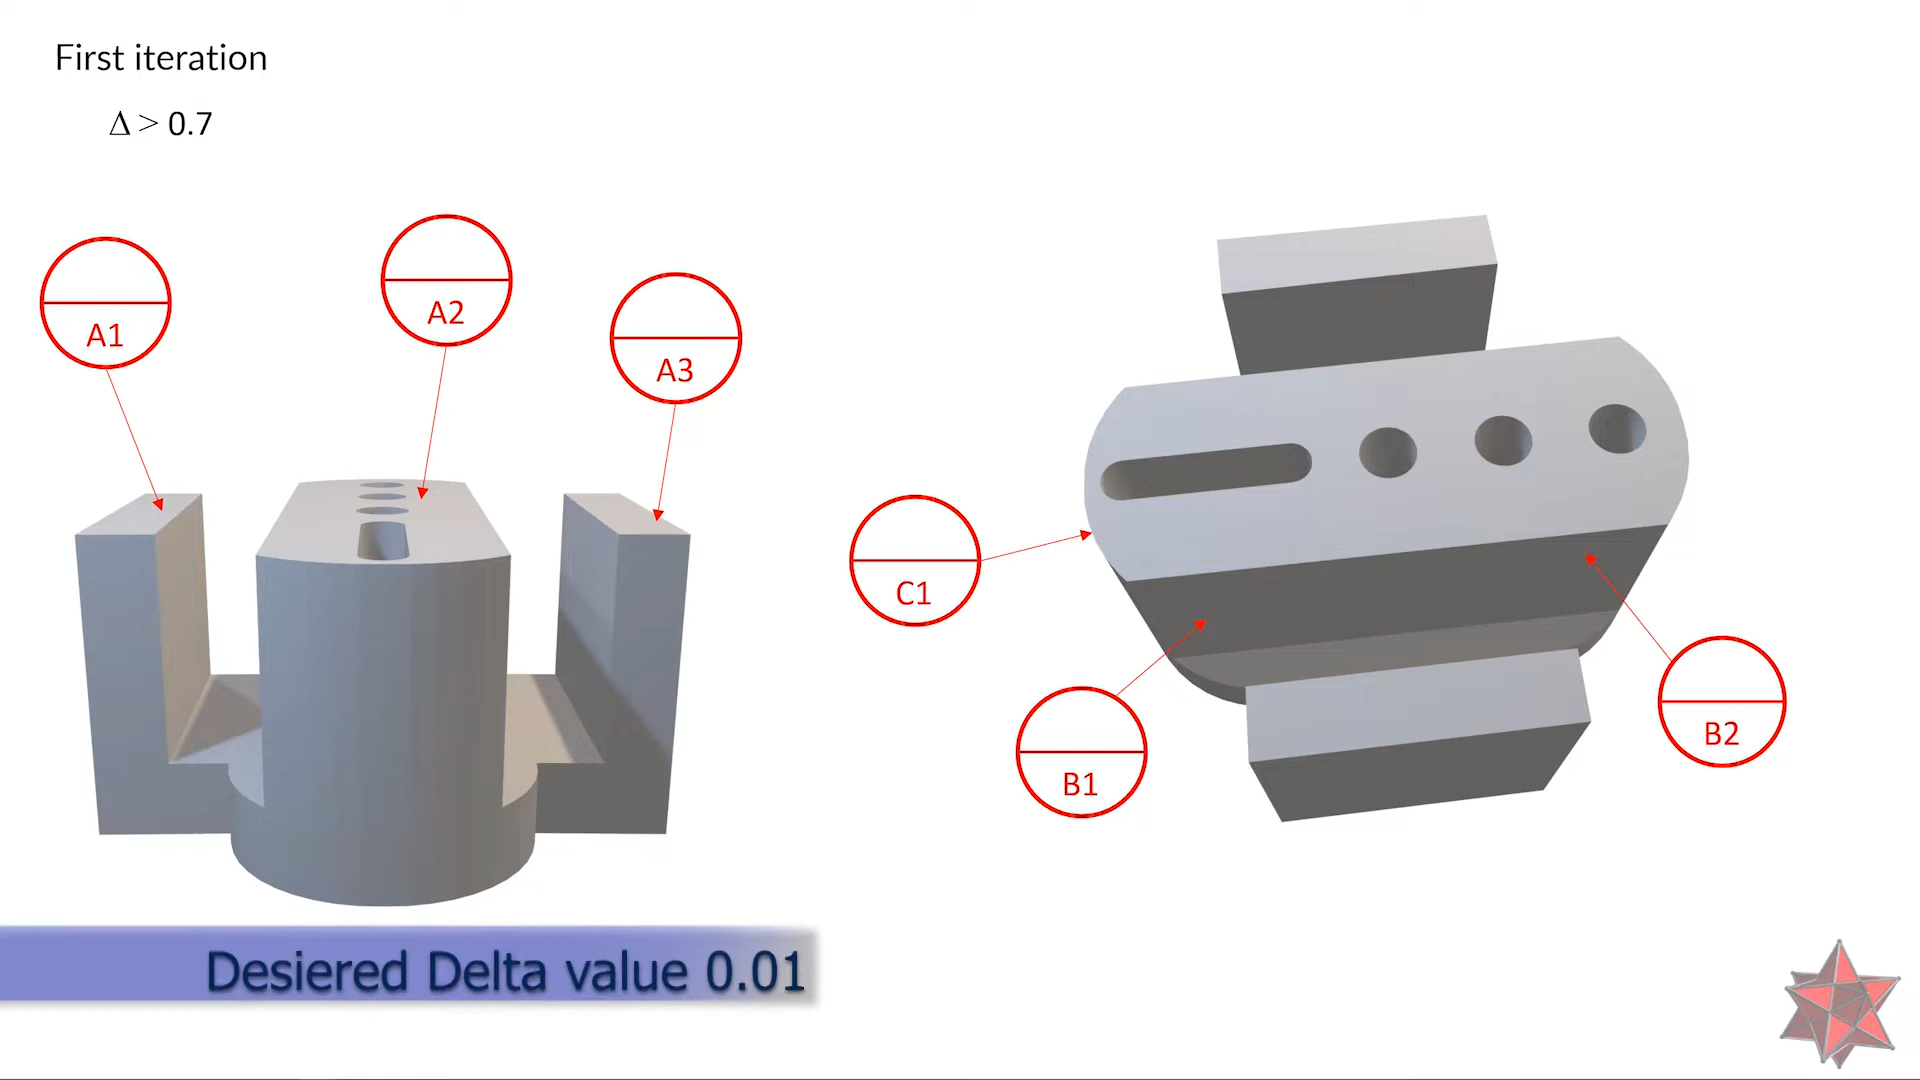 First iteration
Δ > 0.7
A1
A2
A3
C1
B1
B2
Desiered Delta value 0.01